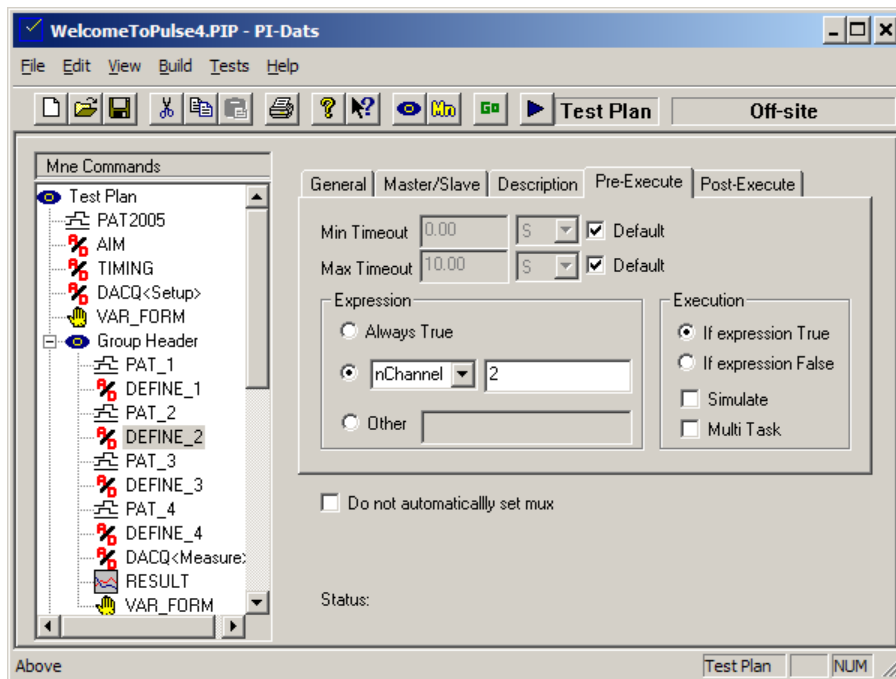 WelcomeToPulse4.PIP - PI-Dats
File Edit View Build Tests Help
Go Test Plan Off-site
Mne Commands
Test Plan
PAT2005
AIM
TIMING
DACQ<Setup>
VAR_FORM
Group Header
PAT_1
DEFINE_1
PAT_2
DEFINE_2
PAT_3
DEFINE_3
PAT_4
DEFINE_4
DACQ<Measure>
RESULT
VAR_FORM
General Master/Slave Description Pre-Execute Post-Execute
Min Timeout 0.00 S Default
Max Timeout 10.00 S Default
Expression
Always True
nChannel 2
Other
Execution
If expression True
If expression False
Simulate
Multi Task
Do not automaticallly set mux
Status:
Above Test Plan NUM